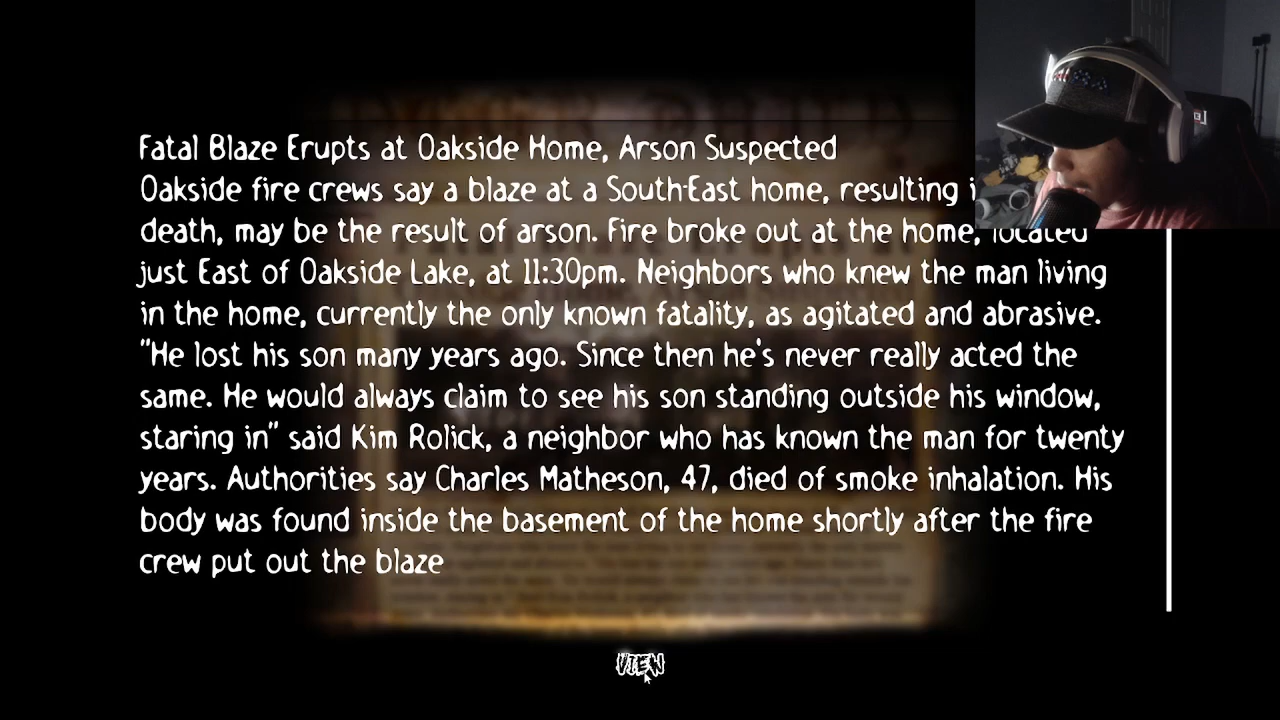 Fatal Blaze Erupts at Oakside Home, Arson Suspected
Oakside fire crews say a blaze at a South-East home, resulting
death, may be the result of arson. Fire broke out at the home, located
just East of Oakside Lake, at 11:30pm. Neighbors who knew the man living
in the home, currently the only known fatality, as agitated and abrasive.
"He lost his son many years ago. Since then he's never really acted the
same. He would always claim to see his son standing outside his window,
staring in" said Kim Rolick, a neighbor who has known the man for twenty
years. Authorities say Charles Matheson, 47, died of smoke inhalation. His
body was found inside the basement of the home shortly after the fire
crew put out the blaze
VIEW